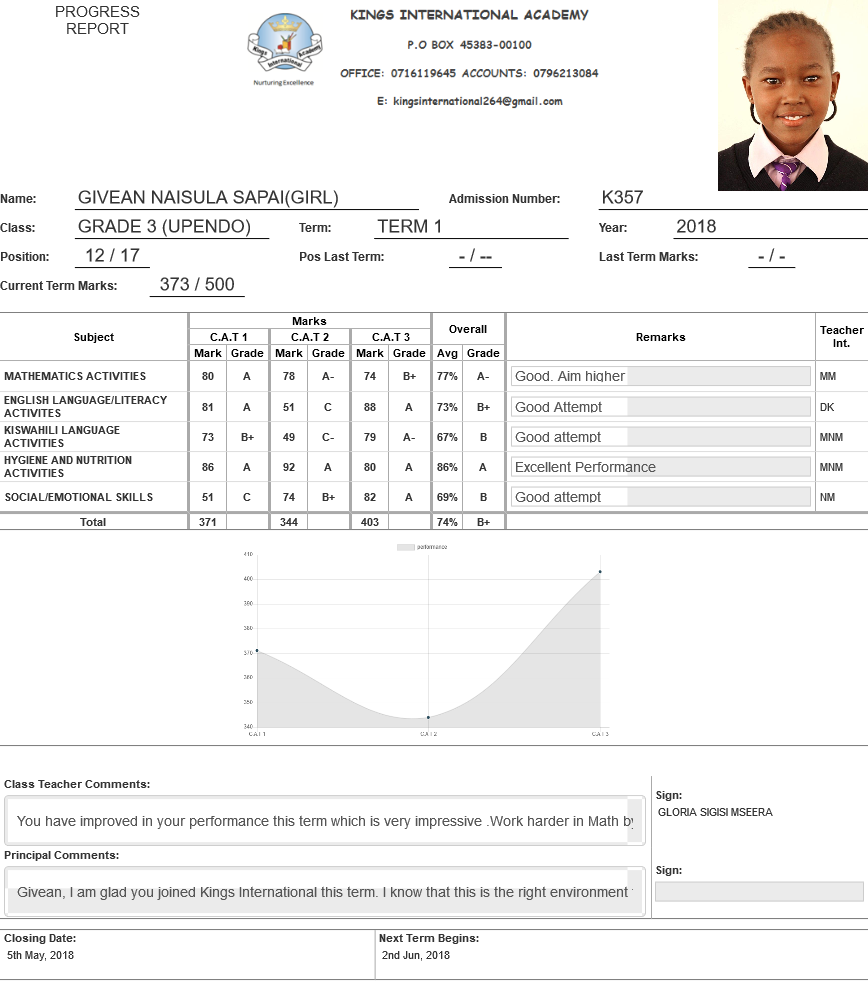 PROGRESS
REPORT
KINGS INTERNATIONAL ACADEMY
P.O BOX 45383-00100
OFFICE: 0716119645 ACCOUNTS: 0796213084
E: kingsinternational264@gmail.com
Kings International Academy
Nurturing Excellence
Name: GIVEAN NAISULA SAPAI(GIRL) Admission Number: K357
Class: GRADE 3 (UPENDO) Term: TERM 1 Year: 2018
Position: 12 / 17 Pos Last Term: - / -- Last Term Marks: - / -
Current Term Marks: 373 / 500
Subject Marks Overall Remarks Teacher Int.
C.A.T 1 C.A.T 2 C.A.T 3
Mark Grade Mark Grade Mark Grade Avg Grade
MATHEMATICS ACTIVITIES 80 A 78 A- 74 B+ 77% A- Good. Aim higher MM
ENGLISH LANGUAGE/LITERACY ACTIVITES 81 A 51 C 88 A 73% B+ Good Attempt DK
KISWAHILI LANGUAGE ACTIVITIES 73 B+ 49 C- 79 A- 67% B Good attempt MNM
HYGIENE AND NUTRITION ACTIVITIES 86 A 92 A 80 A 86% A Excellent Performance MNM
SOCIAL/EMOTIONAL SKILLS 51 C 74 B+ 82 A 69% B Good attempt NM
Total 371 344 403 74% B+
performance
410
400
390
380
370
360
350
340
C.A.T 1 C.A.T 2 C.A.T 3
Class Teacher Comments:
You have improved in your performance this term which is very impressive .Work harder in Math by
Sign:
GLORIA SIGISI MSEERA
Principal Comments:
Givean, I am glad you joined Kings International this term. I know that this is the right environment
Sign:
Closing Date: Next Term Begins:
5th May, 2018 2nd Jun, 2018